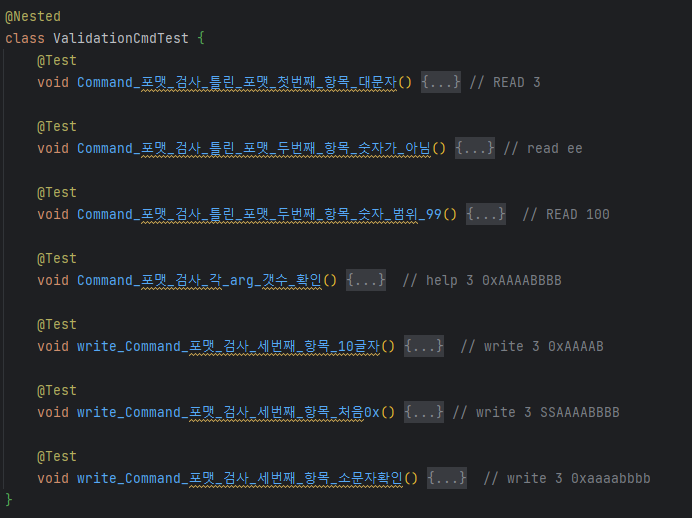 @Nested
class ValidationCmdTest {
@Test
void Command_포맷_검사_틀린_포맷_첫번째_항목_대문자() {...} // READ 3
@Test
void Command_포맷_검사_틀린_포맷_두번째_항목_숫자가_아님() {...} // read ee
@Test
void Command_포맷_검사_틀린_포맷_두번째_항목_숫자_범위_99() {...} // READ 100
@Test
void Command_포맷_검사_각_arg_갯수_확인() {...} // help 3 0xAAAABBBB
@Test
void write_Command_포맷_검사_세번째_항목_10글자() {...} // write 3 0xAAAAB
@Test
void write_Command_포맷_검사_세번째_항목_처음0x() {...} // write 3 SSAAAABBBB
@Test
void write_Command_포맷_검사_세번째_항목_소문자확인() {...} // write 3 0xaaaabbbb
}